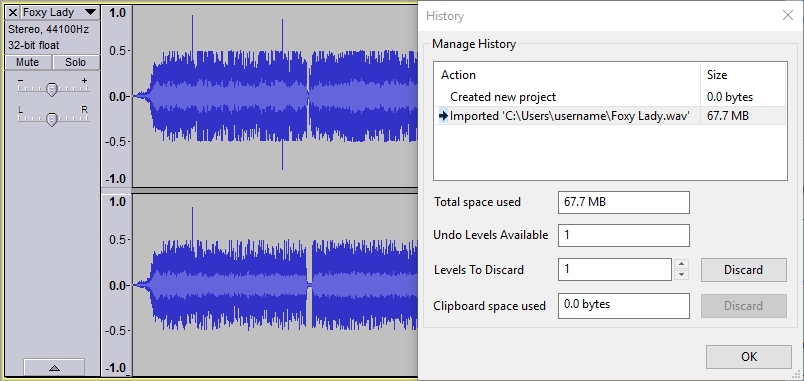 Foxy Lady
Stereo, 44100Hz
32-bit float
Mute Solo
- +
L R
1.0
0.5
0.0
-0.5
-1.0
1.0
0.5
0.0
-0.5
-1.0
History
Manage History
Action Size
Created new project 0.0 bytes
Imported 'C:\Users\username\Foxy Lady.wav' 67.7 MB
Total space used 67.7 MB
Undo Levels Available 1
Levels To Discard 1 Discard
Clipboard space used 0.0 bytes Discard
OK